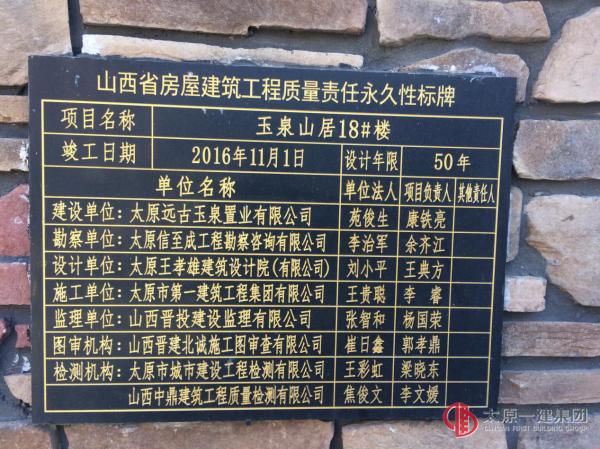 山西省房屋建筑工程质量责任永久性标牌
项目名称 玉泉山居18#楼
竣工日期 2016年11月1日 设计年限 50年
单位名称 单位法人 项目负责人 其他责任人
建设单位：太原远古玉泉置业有限公司 苑俊生 康铁亮
勘察单位：太原信至成工程勘察咨询有限公司 李治军 余齐江
设计单位：太原王孝雄建筑设计院(有限公司) 刘小平 王典方
施工单位：太原市第一建筑工程集团有限公司 王贵聪 李睿
监理单位：山西晋投建设监理有限公司 张智和 杨国荣
图审机构：山西晋建北诚施工图审查有限公司 崔日鑫 郭孝鼎
检测机构：太原市城市建设工程检测有限公司 王彩虹 梁晓东
山西中鼎建筑工程质量检测有限公司 焦俊文 李文媛
太原一建集团
TAIYUAN FIRST BUILDING GROUP